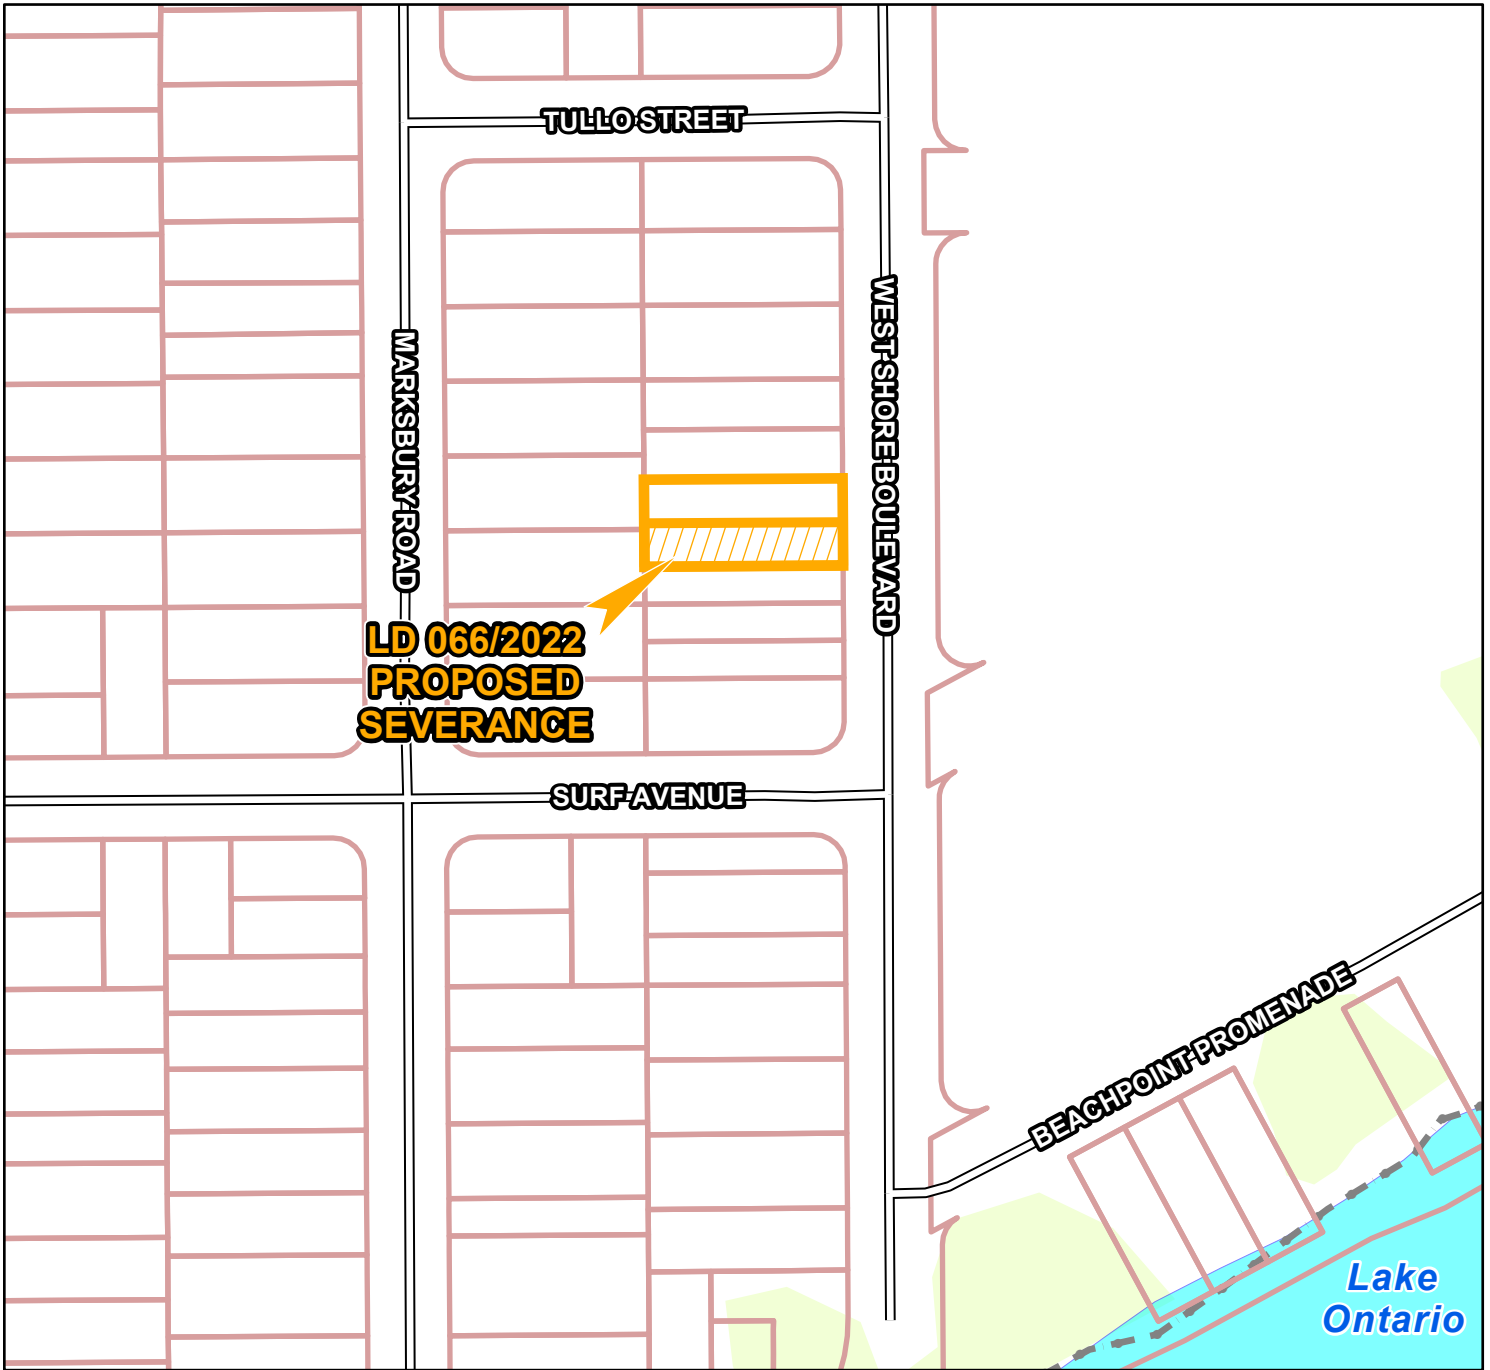 TULLO STREET
WEST SHORE BOULEVARD
MARKSBURY ROAD
LD 066/2022
PROPOSED
SEVERANCE
SURF AVENUE
BEACHPOINT PROMENADE
Lake
Ontario